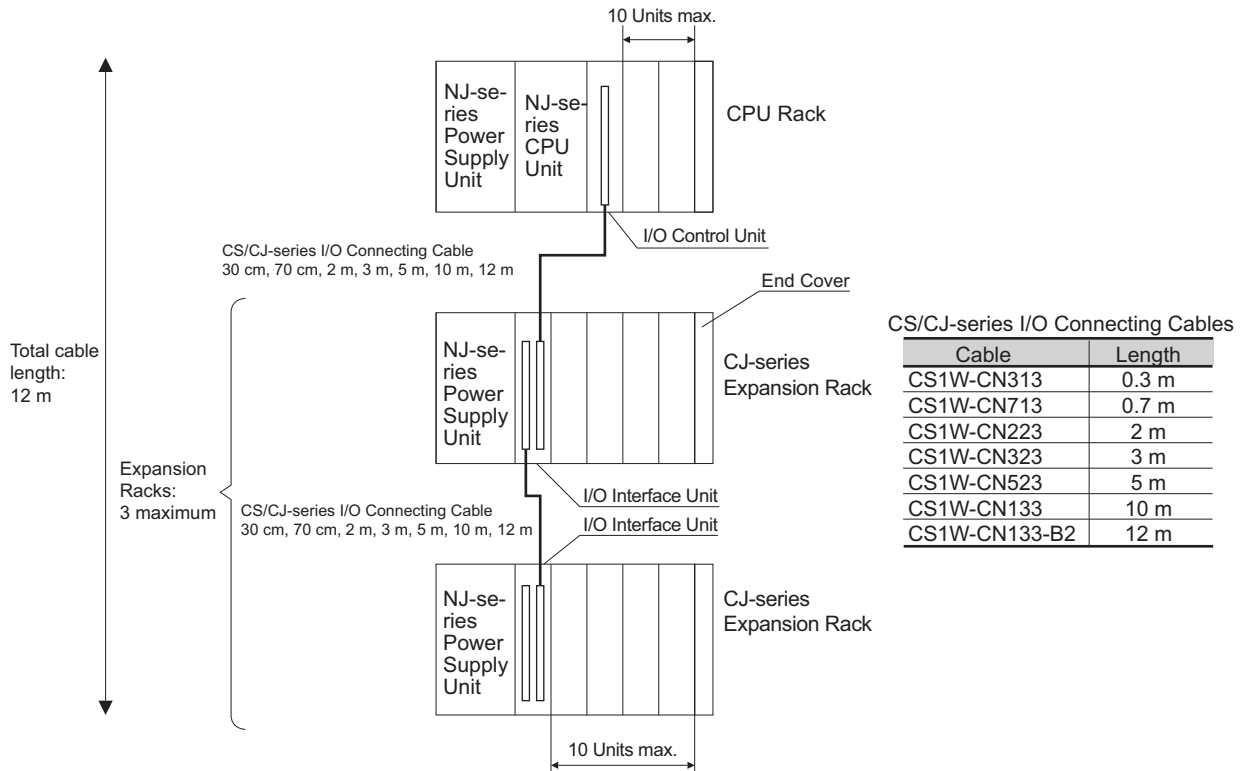 10 Units max.
NJ-se-
ries
Power
Supply
Unit
NJ-se-
ries
CPU
Unit
CPU Rack
I/O Control Unit
CS/CJ-series I/O Connecting Cable
30 cm, 70 cm, 2 m, 3 m, 5 m, 10 m, 12 m
End Cover
Total cable
length:
12 m
NJ-se-
ries
Power
Supply
Unit
CJ-series
Expansion Rack
CS/CJ-series I/O Connecting Cables
Cable Length
CS1W-CN313 0.3 m
CS1W-CN713 0.7 m
CS1W-CN223 2 m
CS1W-CN323 3 m
CS1W-CN523 5 m
CS1W-CN133 10 m
CS1W-CN133-B2 12 m
Expansion
Racks:
3 maximum
I/O Interface Unit
CS/CJ-series I/O Connecting Cable
30 cm, 70 cm, 2 m, 3 m, 5 m, 10 m, 12 m
I/O Interface Unit
NJ-se-
ries
Power
Supply
Unit
CJ-series
Expansion Rack
10 Units max.